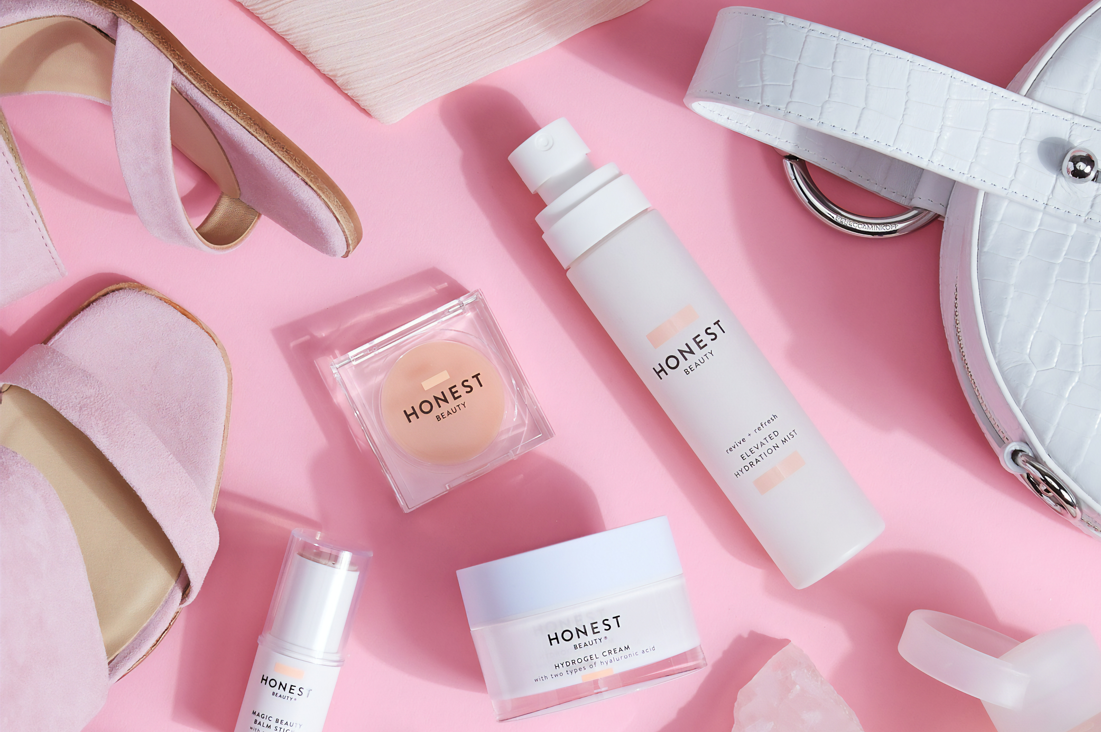 HONEST
BEAUTY
revive + refresh
ELEVATED
HYDRATION MIST
HONEST
BEAUTY
HONEST
BEAUTY®
HYDROGEL CREAM
with two types of hyaluronic acid
HONEST
BEAUTY®
MAGIC BEAUTY
BALM STICK